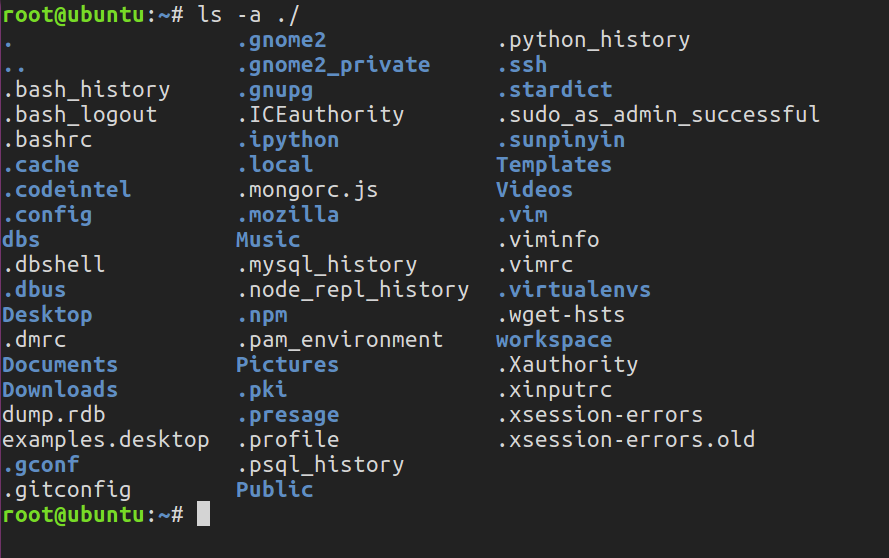 root@ubuntu:~# ls -a ./
. .gnome2 .python_history
.. .gnome2_private .ssh
.bash_history .gnupg .stardict
.bash_logout .ICEauthority .sudo_as_admin_successful
.bashrc .ipython .sunpinyin
.cache .local Templates
.codeintel .mongorc.js Videos
.config .mozilla .vim
dbs Music .viminfo
.dbshell .mysql_history .vimrc
.dbus .node_repl_history .virtualenvs
Desktop .npm .wget-hsts
.dmrc .pam_environment workspace
Documents Pictures .Xauthority
Downloads .pki .xinputrc
dump.rdb .presage .xsession-errors
examples.desktop .profile .xsession-errors.old
.gconf .psql_history
.gitconfig Public
root@ubuntu:~#